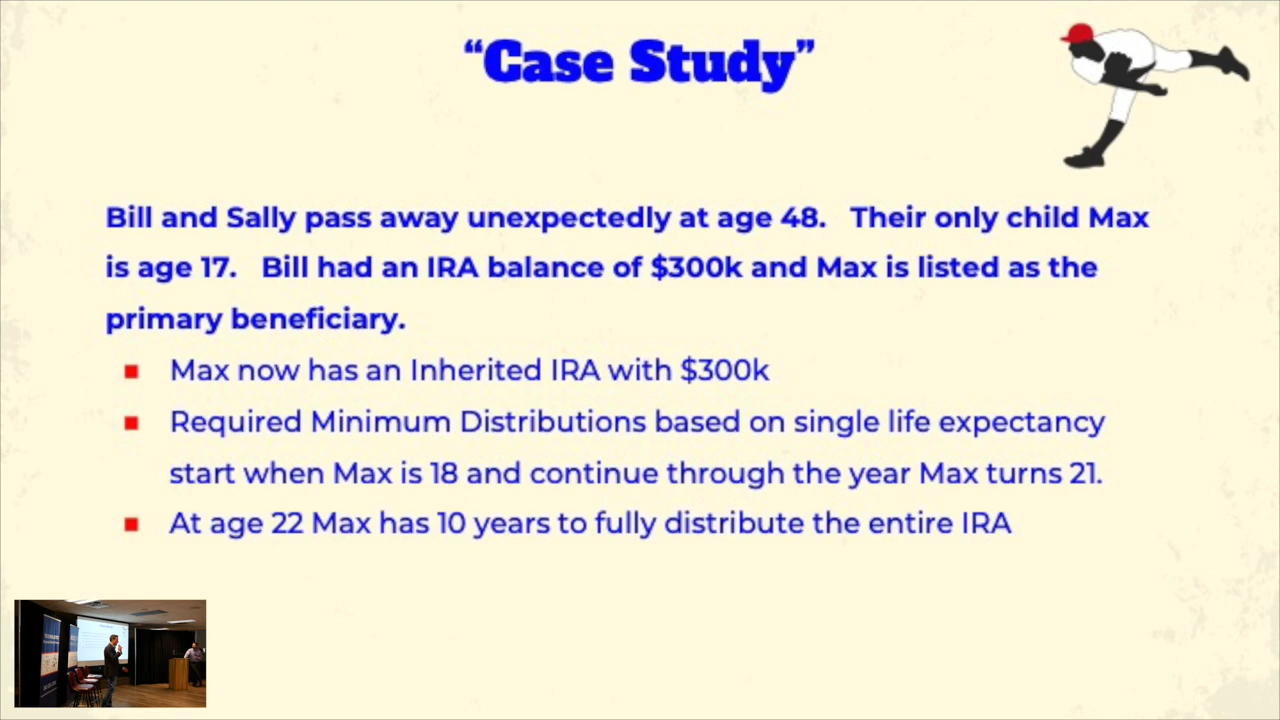 “Case Study”
Bill and Sally pass away unexpectedly at age 48. Their only child Max
is age 17. Bill had an IRA balance of $300k and Max is listed as the
primary beneficiary.
Max now has an Inherited IRA with $300k
Required Minimum Distributions based on single life expectancy
start when Max is 18 and continue through the year Max turns 21.
At age 22 Max has 10 years to fully distribute the entire IRA